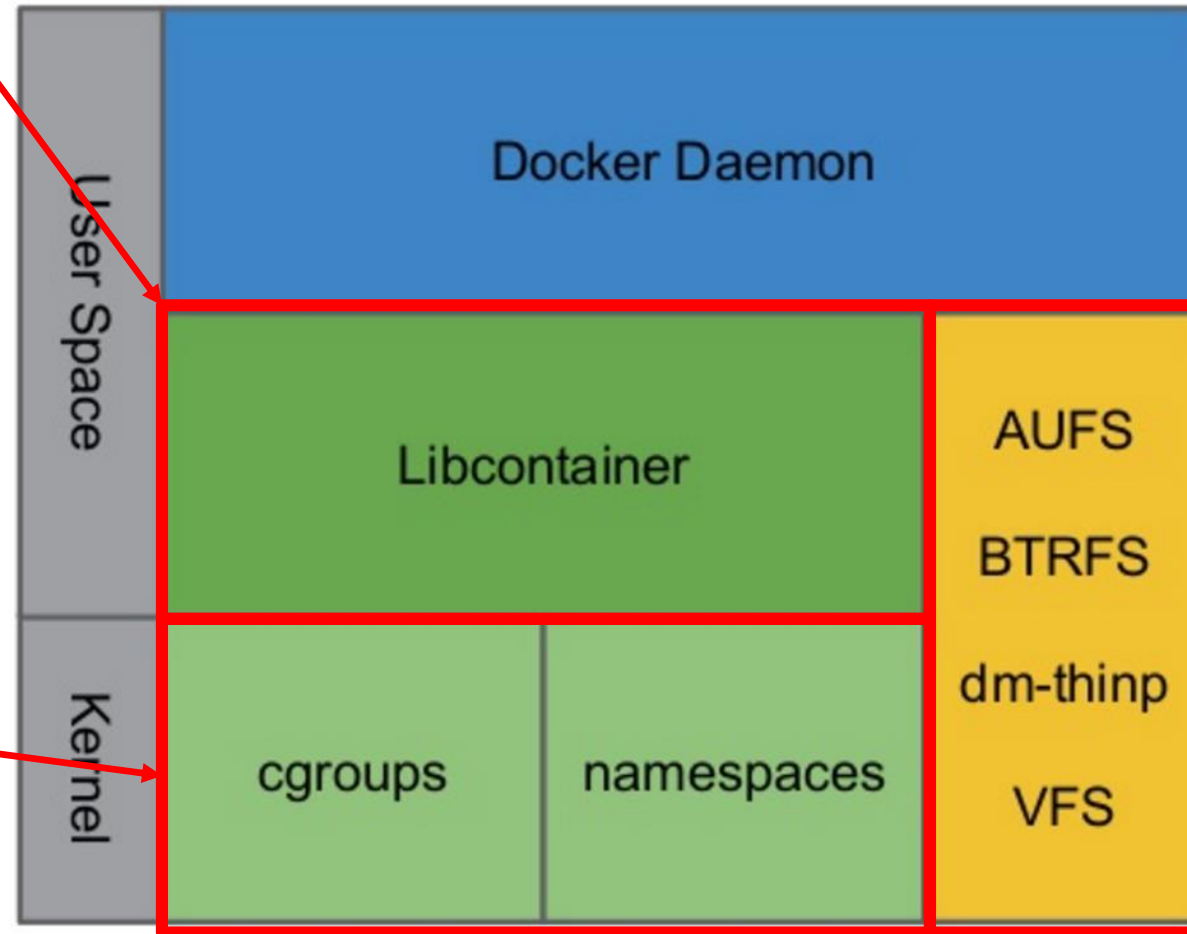 User Space
Docker Daemon
Libcontainer
AUFS
BTRFS
dm-thinp
VFS
Kernel
cgroups
namespaces